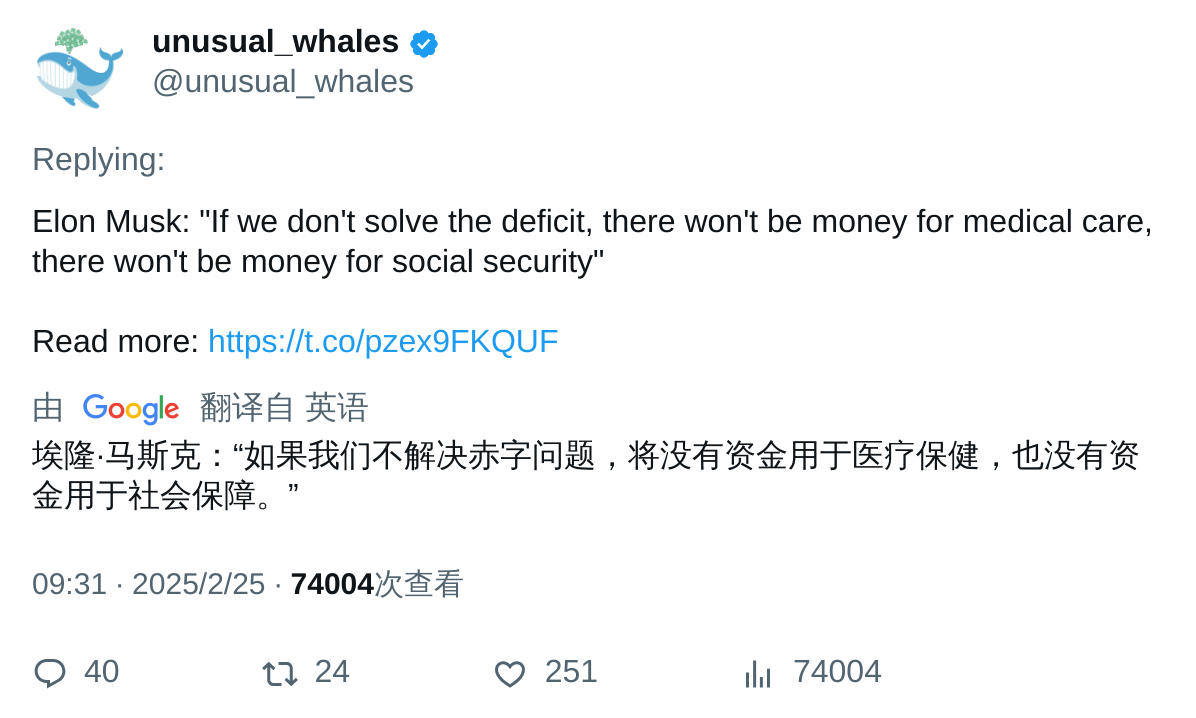 unusual_whales
@unusual_whales
Replying:
Elon Musk: "If we don't solve the deficit, there won't be money for medical care,
there won't be money for social security"
Read more: https://t.co/pzex9FKQUF
由 Google 翻译自 英语
埃隆·马斯克：“如果我们不解决赤字问题，将没有资金用于医疗保健，也没有资
金用于社会保障。”
09:31 · 2025/2/25 · 74004次查看
40 24 251 74004